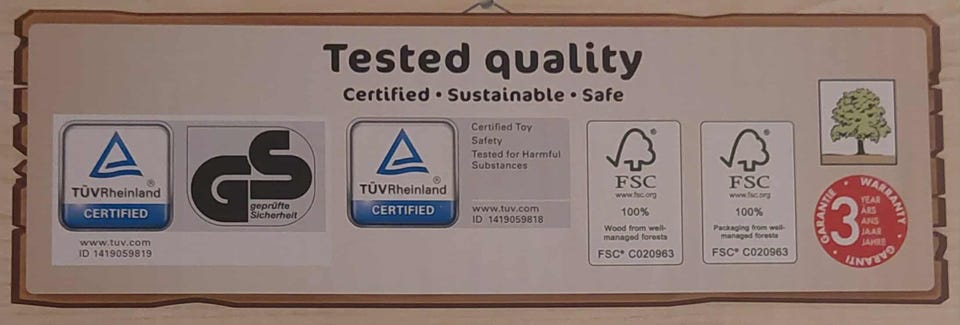 Tested quality
Certified • Sustainable • Safe
TÜVRheinland®
CERTIFIED
www.tuv.com
ID 1419059819
GS
geprüfte
Sicherheit
TÜVRheinland®
CERTIFIED
Certified Toy
Safety
Tested for Harmful
Substances
www.tuv.com
ID 1419059818
®
FSC
www.fsc.org
100%
Wood from well-
managed forests
FSC® C020963
®
FSC
www.fsc.org
100%
Packaging from well-
managed forests
FSC® C020963
GARANTIE • WARRANTY • GARANTI
3
YEAR
ÅRS
ANS
JAAR
JAHRE